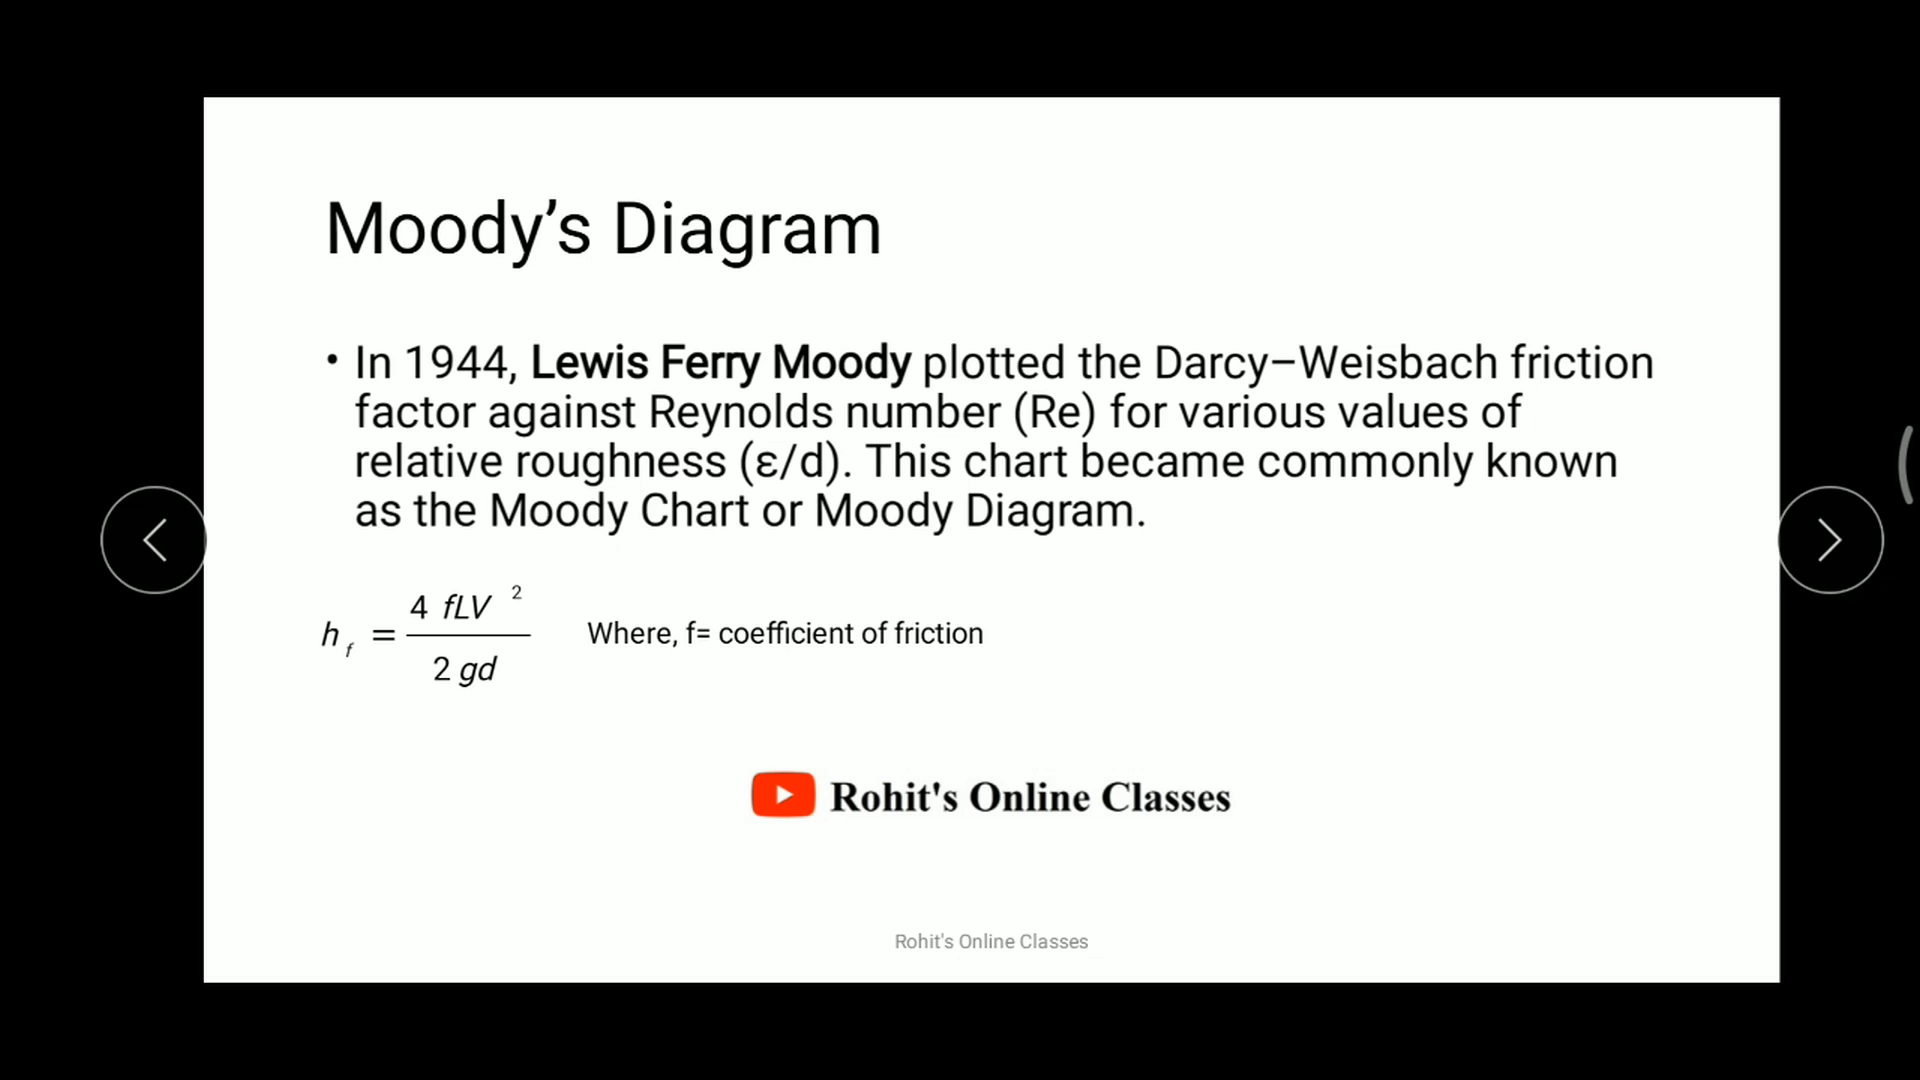 Moody’s Diagram
• In 1944, Lewis Ferry Moody plotted the Darcy–Weisbach friction
factor against Reynolds number (Re) for various values of
relative roughness (ε/d). This chart became commonly known
as the Moody Chart or Moody Diagram.
h_f = 4 fLV ^2 / 2 gd Where, f= coefficient of friction
Rohit's Online Classes
Rohit's Online Classes